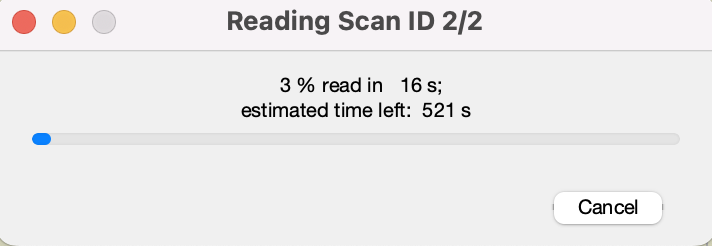 Reading Scan ID 2/2
3 % read in   16 s;
estimated time left:  521 s
Cancel